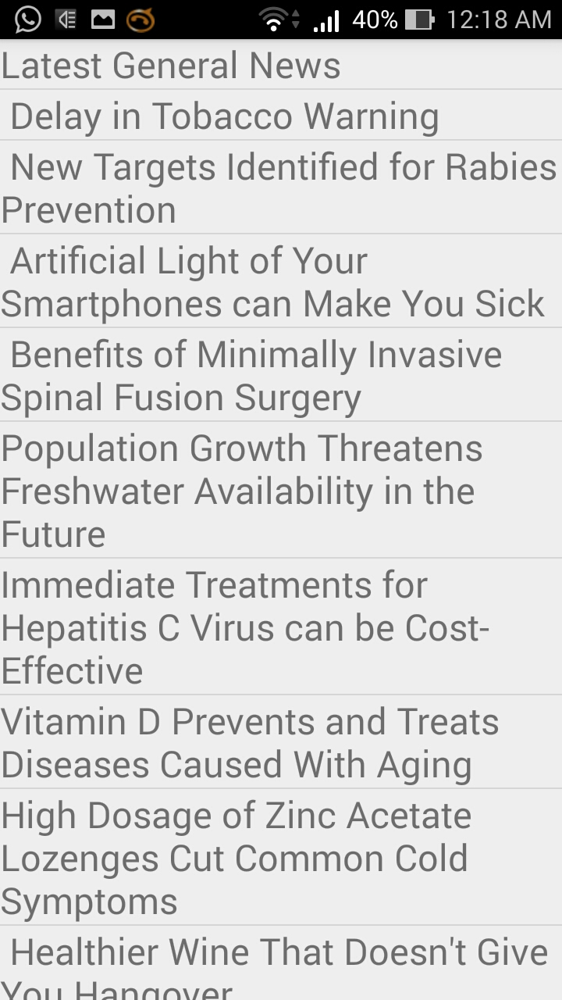 40% 12:18 AM
Latest General News
Delay in Tobacco Warning
New Targets Identified for Rabies
Prevention
Artificial Light of Your
Smartphones can Make You Sick
Benefits of Minimally Invasive
Spinal Fusion Surgery
Population Growth Threatens
Freshwater Availability in the
Future
Immediate Treatments for
Hepatitis C Virus can be Cost-
Effective
Vitamin D Prevents and Treats
Diseases Caused With Aging
High Dosage of Zinc Acetate
Lozenges Cut Common Cold
Symptoms
Healthier Wine That Doesn't Give
You Hangover